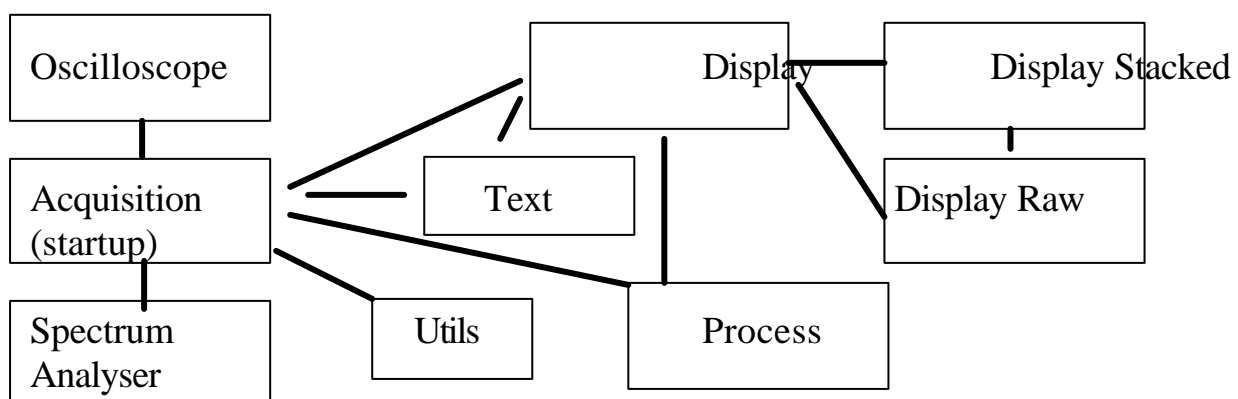 Oscilloscope
Display
Display Stacked
Acquisition
(startup)
Text
Display Raw
Spectrum
Analyser
Utils
Process